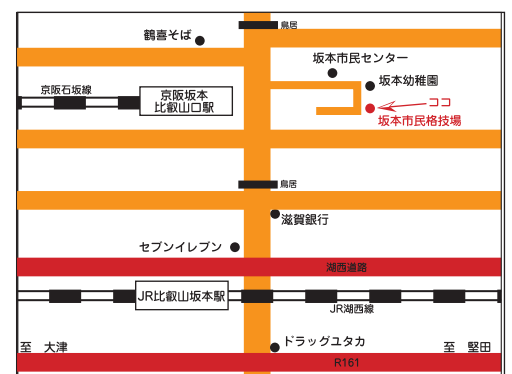 鶴喜そば
鳥居
坂本市民センター
坂本幼稚園
京阪石坂線
京阪坂本
比叡山口駅
ココ
坂本市民格技場
鳥居
滋賀銀行
セブンイレブン
湖西道路
JR比叡山坂本駅
JR湖西線
至 大津
ドラッグユタカ
至 堅田
R161